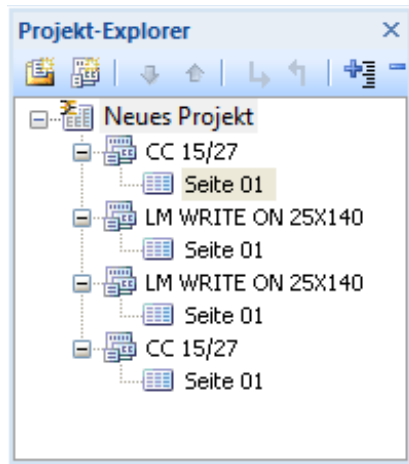 Projekt-Explorer
Neues Projekt
CC 15/27
Seite 01
LM WRITE ON 25X140
Seite 01
LM WRITE ON 25X140
Seite 01
CC 15/27
Seite 01